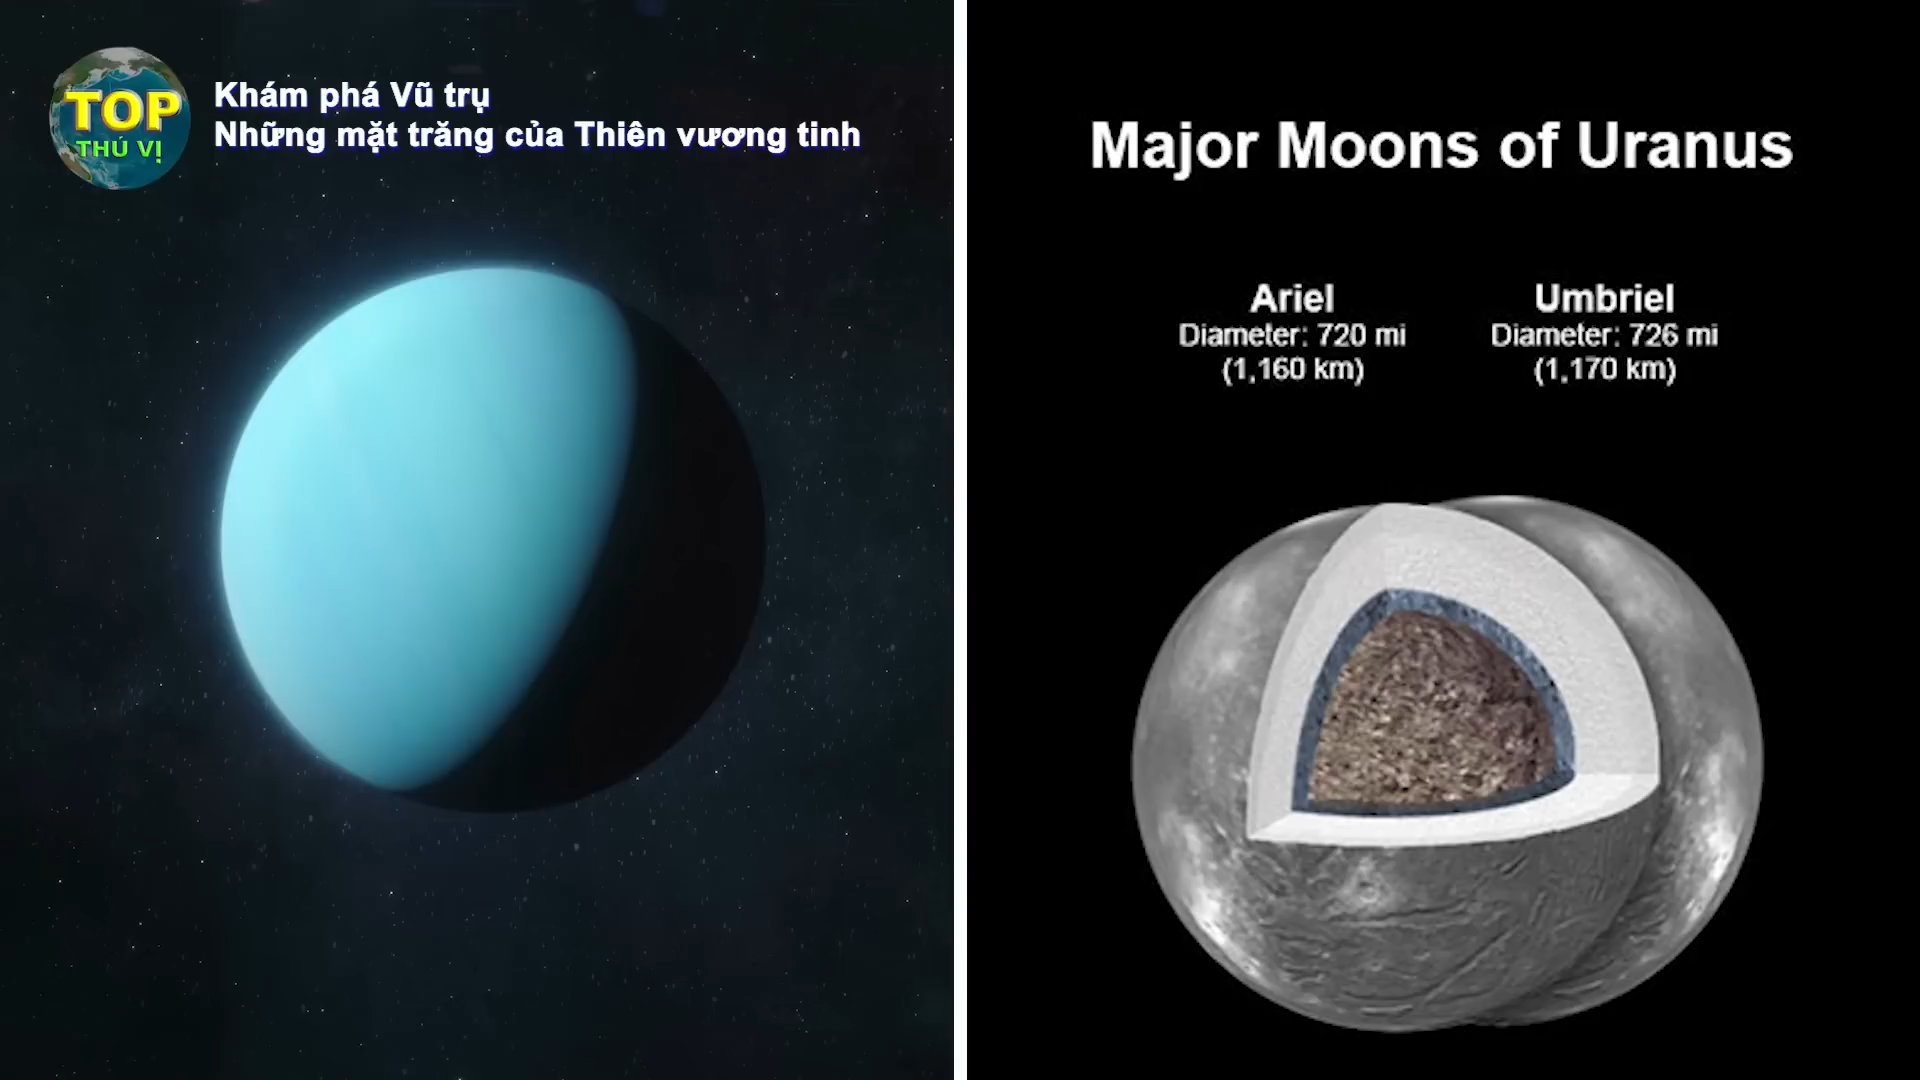 TOP
THÚ VỊ
Khám phá Vũ trụ
Những mặt trăng của Thiên vương tinh
Major Moons of Uranus
Ariel
Diameter: 720 mi
(1,160 km)
Umbriel
Diameter: 726 mi
(1,170 km)